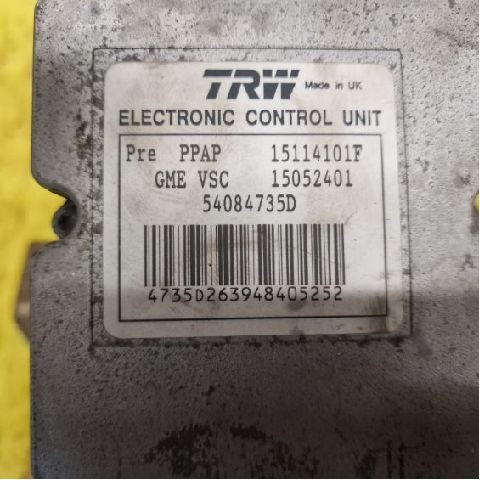 TRW Made in UK
ELECTRONIC CONTROL UNIT
Pre PPAP 15114101F
GME VSC 15052401
54084735D
4735D263948405252